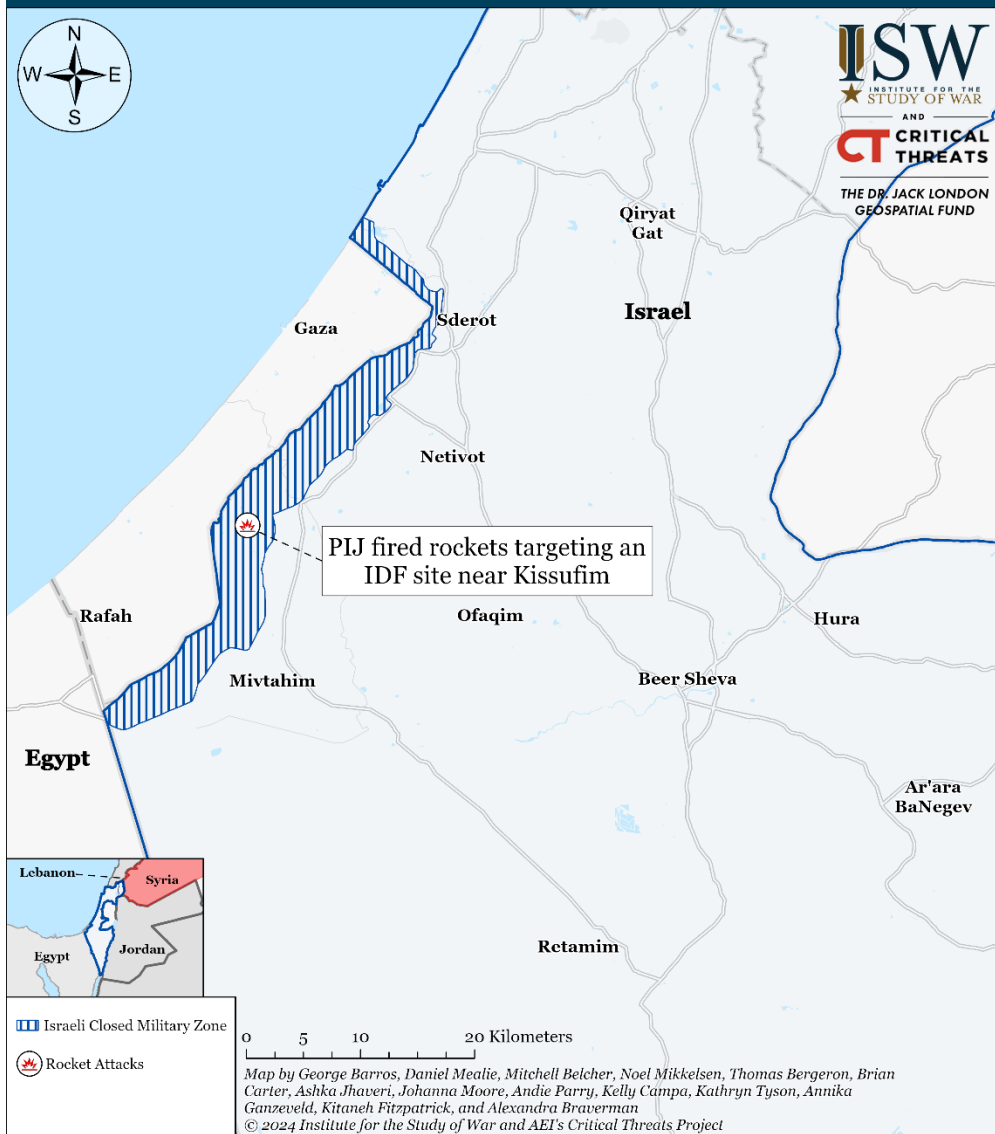 N
W
E
S
ISW
INSTITUTE FOR THE
STUDY OF WAR
AND
CT CRITICAL
THREATS
THE DR. JACK LONDON
GEOSPATIAL FUND
Qiryat
Gat
Israel
Gaza
Sderot
Netivot
PIJ fired rockets targeting an
IDF site near Kissufim
Rafah
Ofaqim
Hura
Mivtahim
Beer Sheva
Egypt
Ar'ara
BaNegev
Lebanon
Syria
Egypt
Jordan
Retamim
Israeli Closed Military Zone
Rocket Attacks
0 5 10 20 Kilometers
Map by George Barros, Daniel Mealie, Mitchell Belcher, Noel Mikkelsen, Thomas Bergeron, Brian
Carter, Ashka Jhaveri, Johanna Moore, Andie Parry, Kelly Campa, Kathryn Tyson, Annika
Ganzeveld, Kitaneh Fitzpatrick, and Alexandra Braverman
© 2024 Institute for the Study of War and AEI's Critical Threats Project